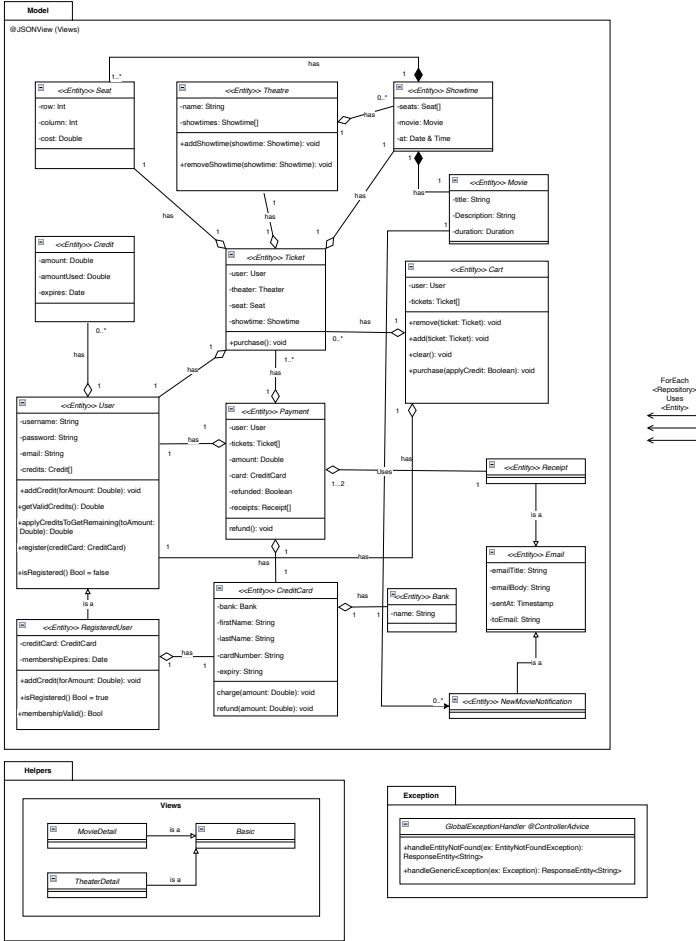 Model
@JSONView (Views)
has
1..*
1
<<Entity>> Seat
-row: Int
-column: Int
-cost: Double
<<Entity>> Theatre
-name: String
-showtimes: Showtime[]
+addShowtime(showtime: Showtime): void
+removeShowtime(showtime: Showtime): void
0..*
has
1
<<Entity>> Showtime
-seats: Seat[]
-movie: Movie
-at: Date & Time
1
1
1
has
1
<<Entity>> Movie
-title: String
-Description: String
-duration: Duration
1
has
1
1
has
1
has
1
<<Entity>> Credit
-amount: Double
-amountUsed: Double
-expires: Date
0..*
has
1
<<Entity>> Ticket
-user: User
-theater: Theater
-seat: Seat
-showtime: Showtime
+purchase(): void
has
1
0..*
<<Entity>> Cart
-user: User
-tickets: Ticket[]
+remove(ticket: Ticket): void
+add(ticket: Ticket): void
+clear(): void
+purchase(applyCredit: Boolean): void
1
has
1
1
has
1..*
has
1
<<Entity>> User
-username: String
-password: String
-email: String
-credits: Credit[]
+addCredit(forAmount: Double): void
+getValidCredits(): Double
+applyCreditsToGetRemaining(toAmount:
Double): Double
+register(creditCard: CreditCard)
+isRegistered() Bool = false
1
has
1
<<Entity>> Payment
-user: User
-tickets: Ticket[]
-amount: Double
-card: CreditCard
-refunded: Boolean
-receipts: Receipt[]
refund(): void
has
Uses
1...2
1
<<Entity>> Receipt
is a
1
1
has
has
1
<<Entity>> Email
-emailTitle: String
-emailBody: String
-sentAt: Timestamp
-toEmail: String
is a
is a
<<Entity>> RegisteredUser
-creditCard: CreditCard
-membershipExpires: Date
+addCredit(forAmount: Double): void
+isRegistered() Bool = true
+membershipValid(): Bool
has
1
1
<<Entity>> CreditCard
-bank: Bank
-firstName: String
-lastName: String
-cardNumber: String
-expiry: String
charge(amount: Double): void
refund(amount: Double): void
has
1
1
<<Entity>> Bank
-name: String
0..*
<<Entity>> NewMovieNotification
ForEach
<Repository>
Uses
<Entity>
Helpers
Views
MovieDetail
is a
Basic
TheaterDetail
is a
Exception
GlobalExceptionHandler @ControllerAdvice
+handleEntityNotFound(ex: EntityNotFoundException):
ResponseEntity<String>
+handleGenericException(ex: Exception): ResponseEntity<String>